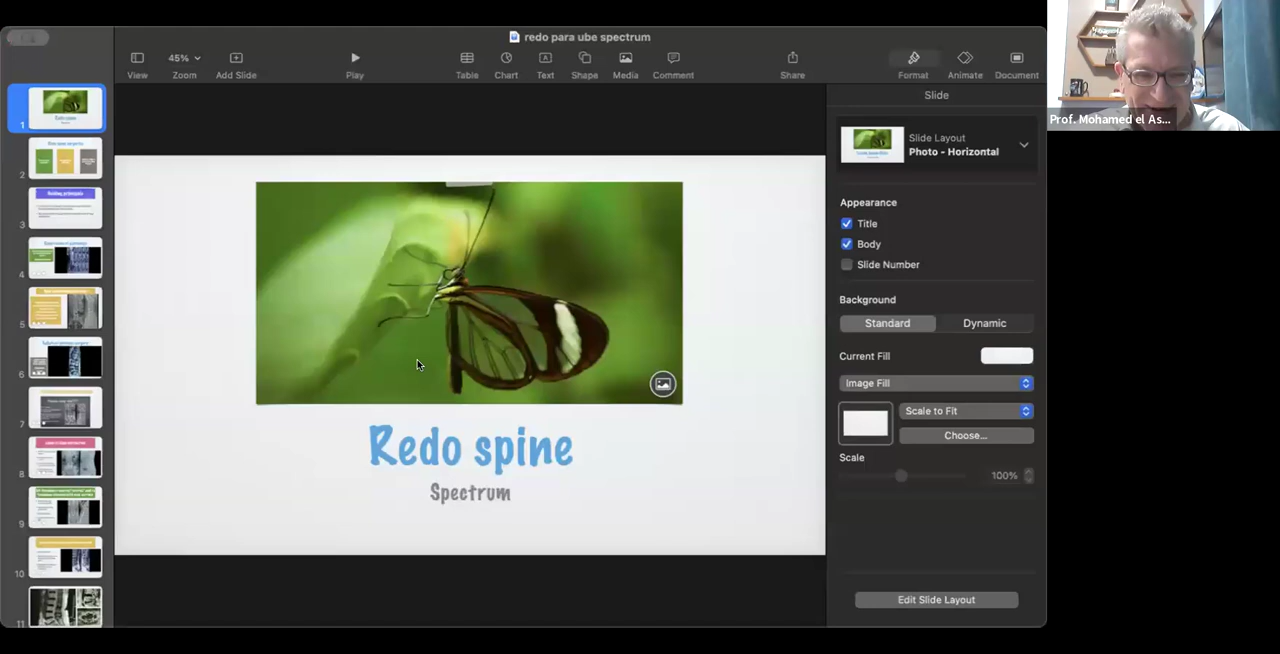 redo para ube spectrum
45%
View
Zoom
Add Slide
Play
Table
Chart
Text
Shape
Media
Comment
Share
Format
Animate
Document
Slide
Slide Layout
Photo - Horizontal
Appearance
Title
Body
Slide Number
Background
Standard
Dynamic
Current Fill
Image Fill
Scale to Fit
Choose...
Scale
100%
Edit Slide Layout
Redo spine
Spectrum
1
2
3
4
5
6
7
8
9
10
11
Prof. Mohamed el As...